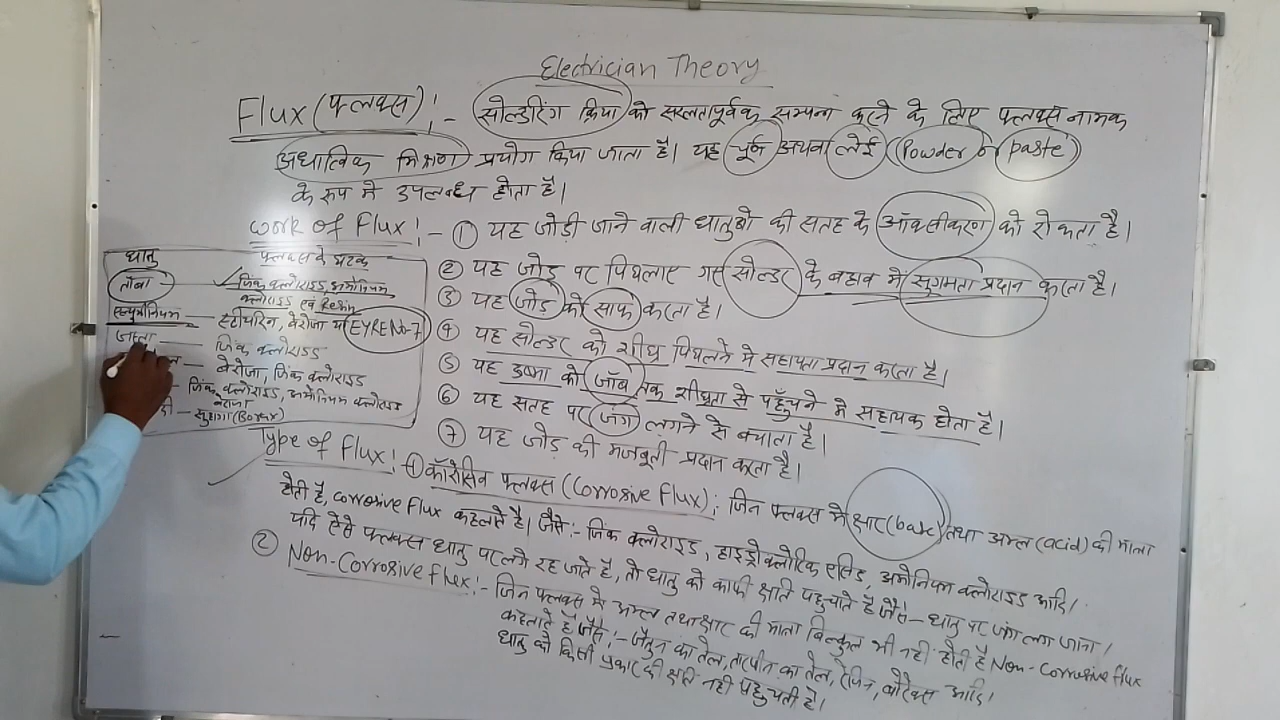 Electrician Theory
Flux (फ्लक्स):- सोल्डरिंग क्रिया को सरलतापूर्वक सम्पन्न करने के लिए फ्लक्स नामक
अधात्विक मिश्रण प्रयोग किया जाता है। यह चूर्ण अथवा लेई (Powder or paste)
के रूप में उपलब्ध होता है।
work of Flux:- ① यह जोड़ी जाने वाली धातुओं की सतह के ऑक्सीकरण को रोकता है।
② यह जोड़ पर पिघलाए गए सोल्डर के बहाव में सुगमता प्रदान करता है।
③ यह जोड़ को साफ करता है।
④ यह सोल्डर को शीघ्र पिघलने में सहायता प्रदान करता है।
⑤ यह उष्मा को जॉब तक शीघ्रता से पहुँचने में सहायक होता है।
⑥ यह सतह पर जंग लगने से बचाता है।
⑦ यह जोड़ को मजबूती प्रदान करता है।
धातु फ्लक्स के घटक
ताँबा जिंक क्लोराइड, अमोनियम
क्लोराइड एवं Resin
एल्युमीनियम - स्टीयरिन, बेरोजा या EYRE No-7
जस्ता - जिंक क्लोराइड
बेरोजा, जिंक क्लोराइड
जिंक क्लोराइड, अमोनियम क्लोराइड
बेरोजा
सुहागा (Borax)
Type of Flux:- ① कॉरोसिव फ्लक्स (Corrosive Flux): जिन फ्लक्स में क्षार (base) तथा अम्ल (acid) की मात्रा
होती है, corrosive Flux कहलाते है। जैसे:- जिंक क्लोराइड, हाइड्रोक्लोरिक एसिड, अमोनियम क्लोराइड आदि।
यदि ऐसे फ्लक्स धातु पर लगे रह जाते है, तो धातु को काफी क्षति पहुचाते है जैसे - धातु पर जंग लग जाना।
② Non-Corrosive flux:- जिन फ्लक्स में अम्ल तथा क्षार की मात्रा बिल्कुल भी नही होती है Non-Corrosive flux
कहलाते है जैसे:- जैतून का तेल, तारपीन का तेल, रेजिन, बोरेक्स आदि।
धातु को किसी प्रकार की क्षति नही पहुचती है।